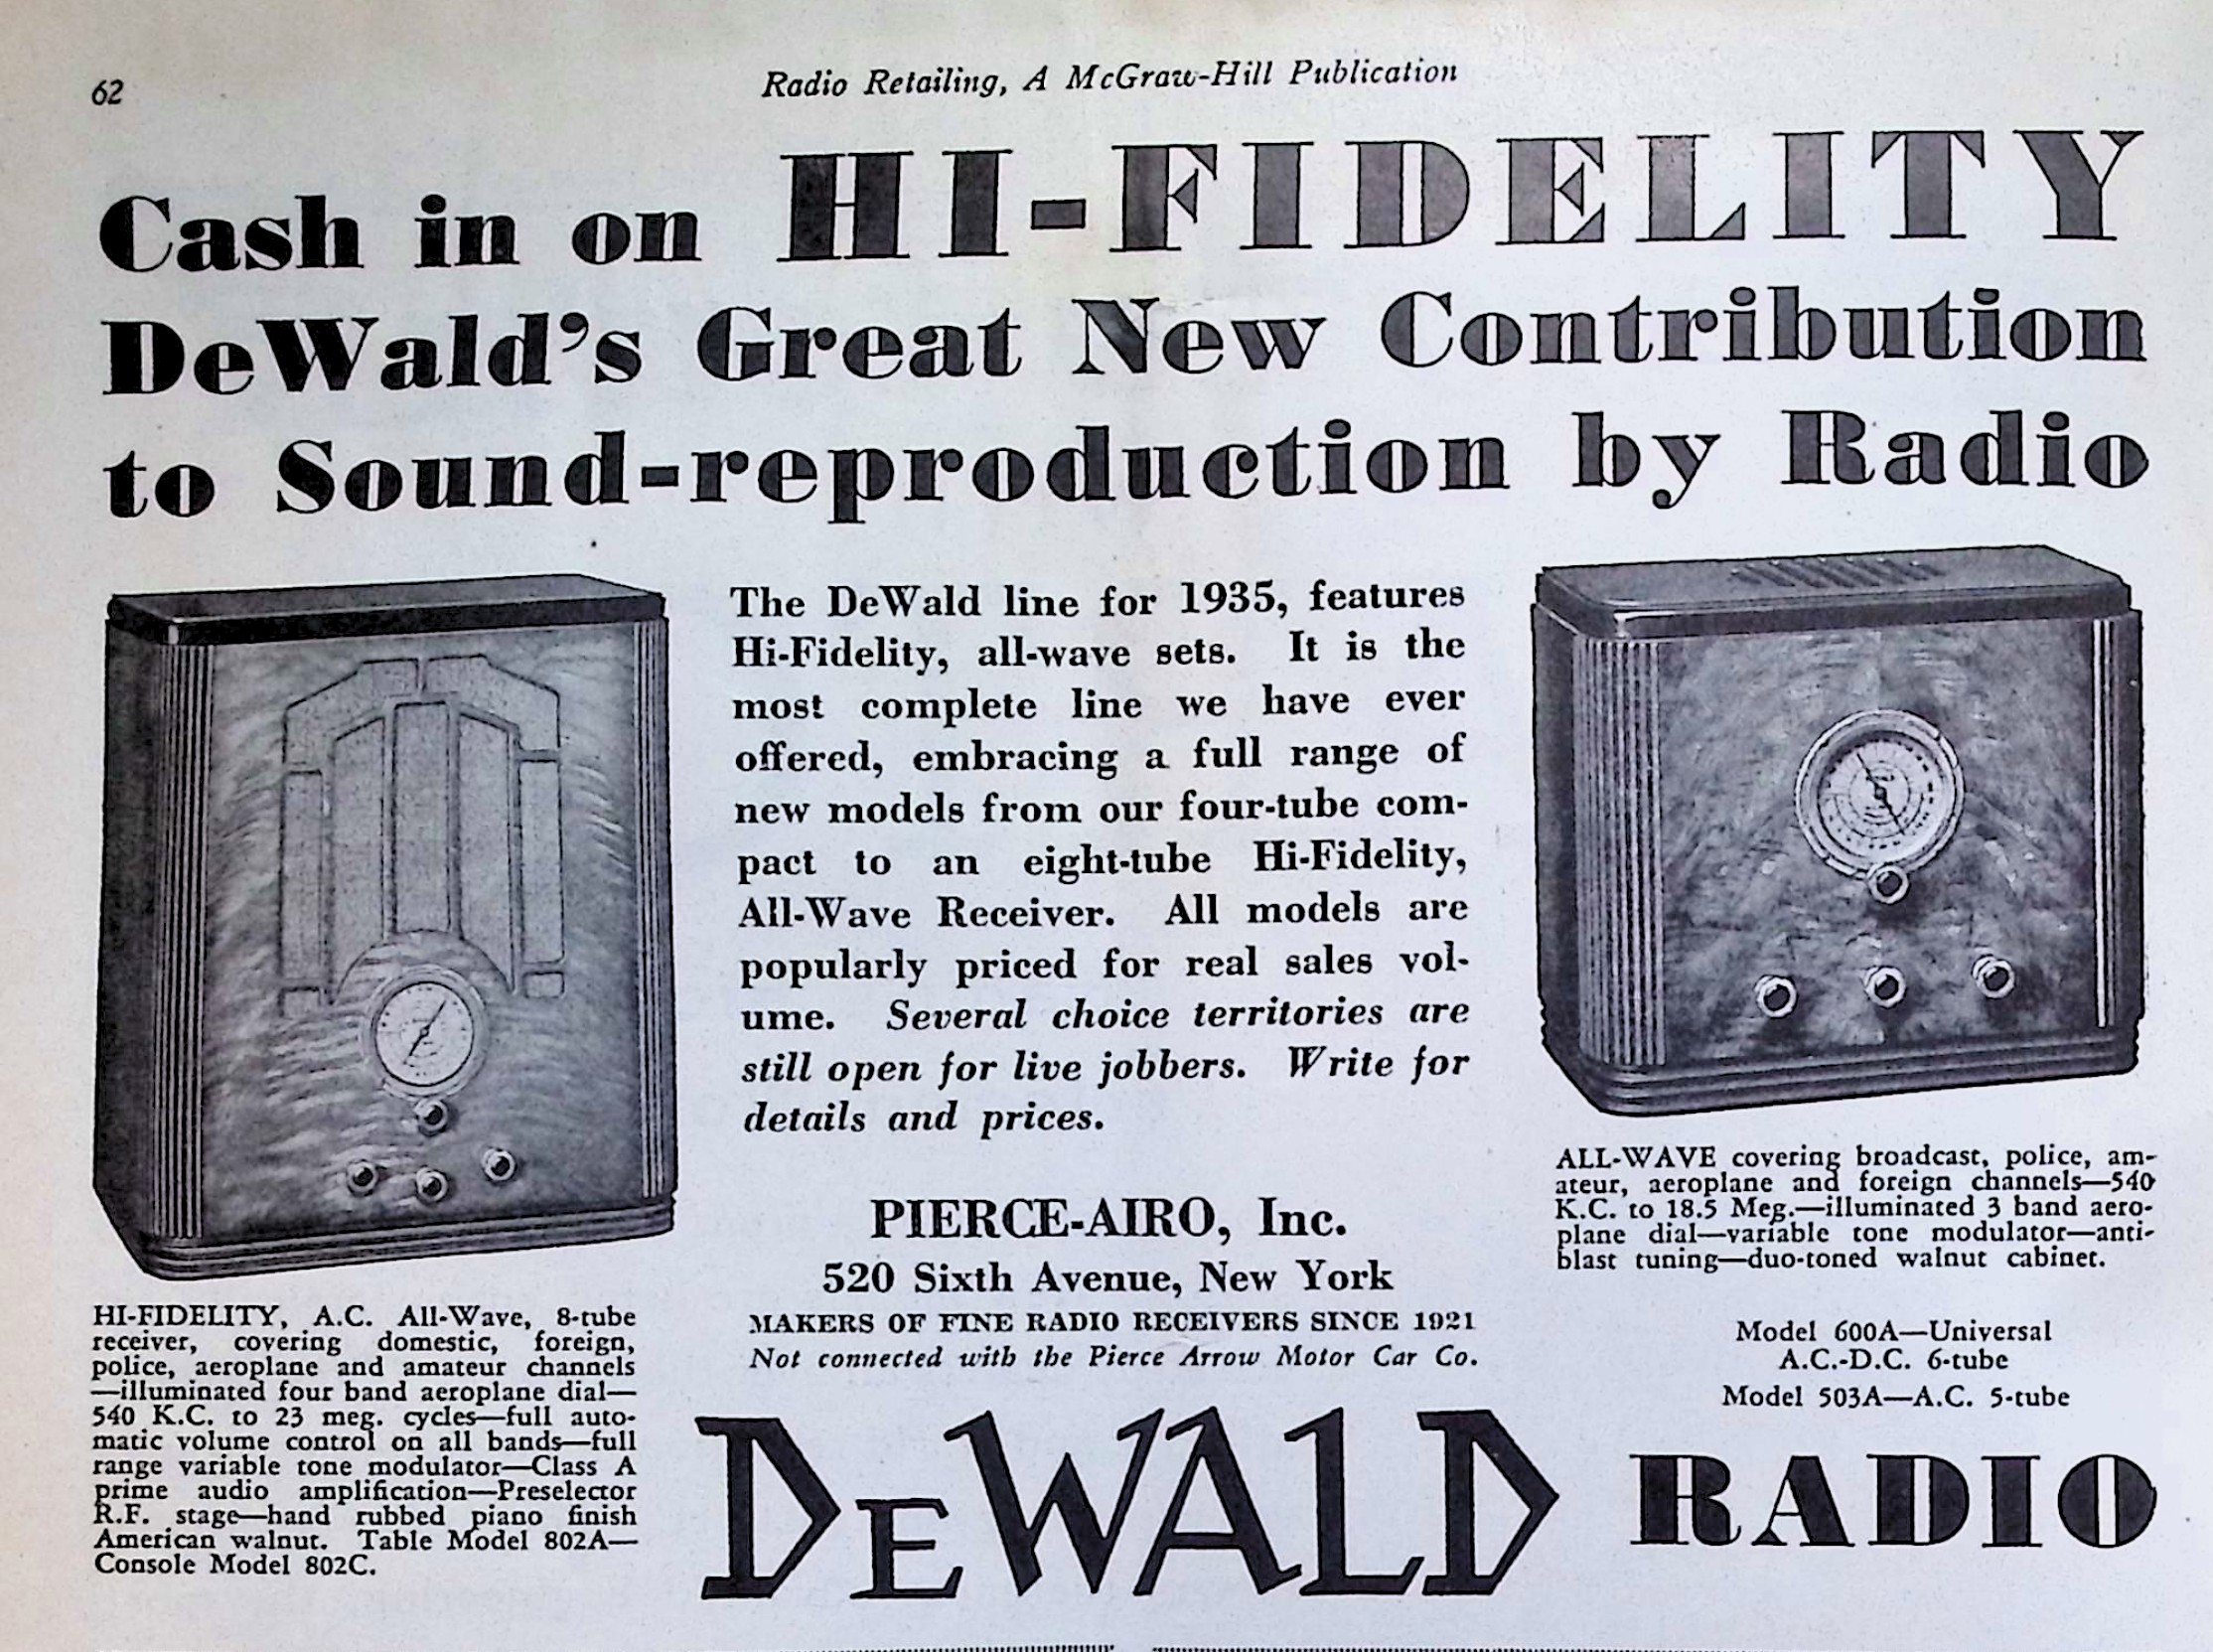 62
Radio Retailing, A McGraw-Hill Publication
Cash in on HI-FIDELITY
DeWald's Great New Contribution
to Sound-reproduction by Radio
The DeWald line for 1935, features
Hi-Fidelity, all-wave sets. It is the
most complete line we have ever
offered, embracing a full range of
new models from our four-tube com-
pact to an eight-tube Hi-Fidelity,
All-Wave Receiver. All models are
popularly priced for real sales vol-
ume. Several choice territories are
still open for live jobbers. Write for
details and prices.
PIERCE-AIRO, Inc.
520 Sixth Avenue, New York
MAKERS OF FINE RADIO RECEIVERS SINCE 1921
Not connected with the Pierce Arrow Motor Car Co.
HI-FIDELITY, A.C. All-Wave, 8-tube
receiver, covering domestic, foreign,
police, aeroplane and amateur channels
—illuminated four band aeroplane dial—
540 K.C. to 23 meg. cycles—full auto-
matic volume control on all bands—full
range variable tone modulator—Class A
prime audio amplification—Preselector
R.F. stage—hand rubbed piano finish
American walnut. Table Model 802A—
Console Model 802C.
ALL-WAVE covering broadcast, police, am-
ateur, aeroplane and foreign channels—540
K.C. to 18.5 Meg.—illuminated 3 band aero-
plane dial—variable tone modulator—anti-
blast tuning—duo-toned walnut cabinet.
Model 600A—Universal
A.C.-D.C. 6-tube
Model 503A—A.C. 5-tube
DEWALD RADIO